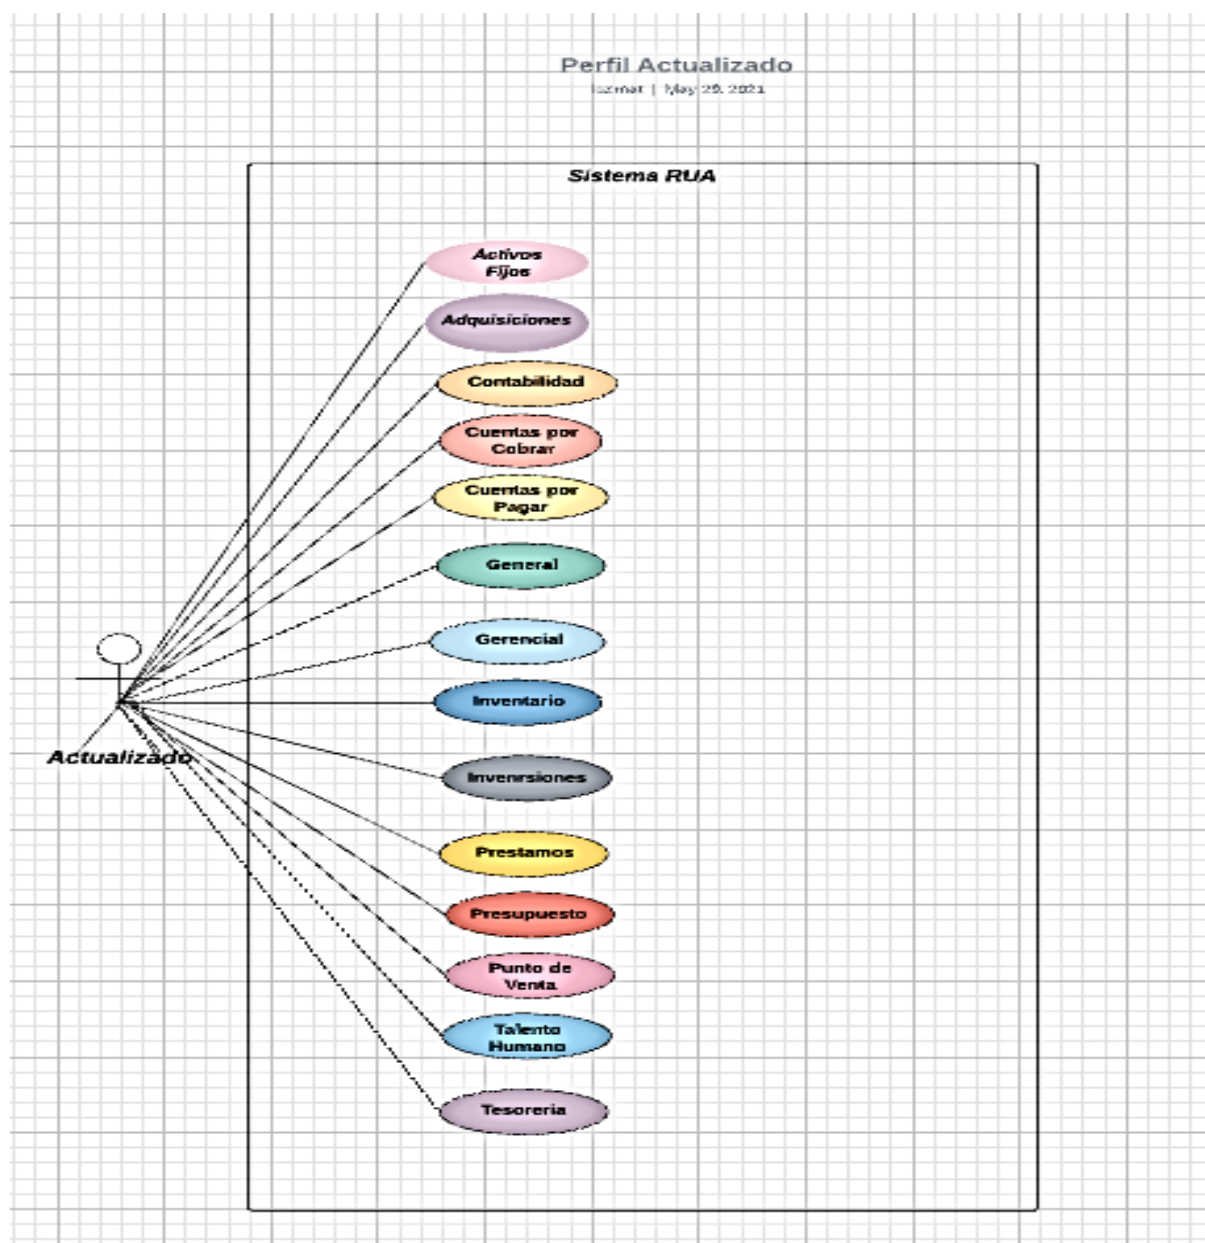 Perfil Actualizado
| May 29, 2021
Sistema RUA
Activos
Fijos
Adquisiciones
Contabilidad
Cuentas por
Cobrar
Cuentas por
Pagar
General
Gerencial
Inventario
Invenrsiones
Prestamos
Presupuesto
Punto de
Venta
Talento
Humano
Tesoreria
Actualizado